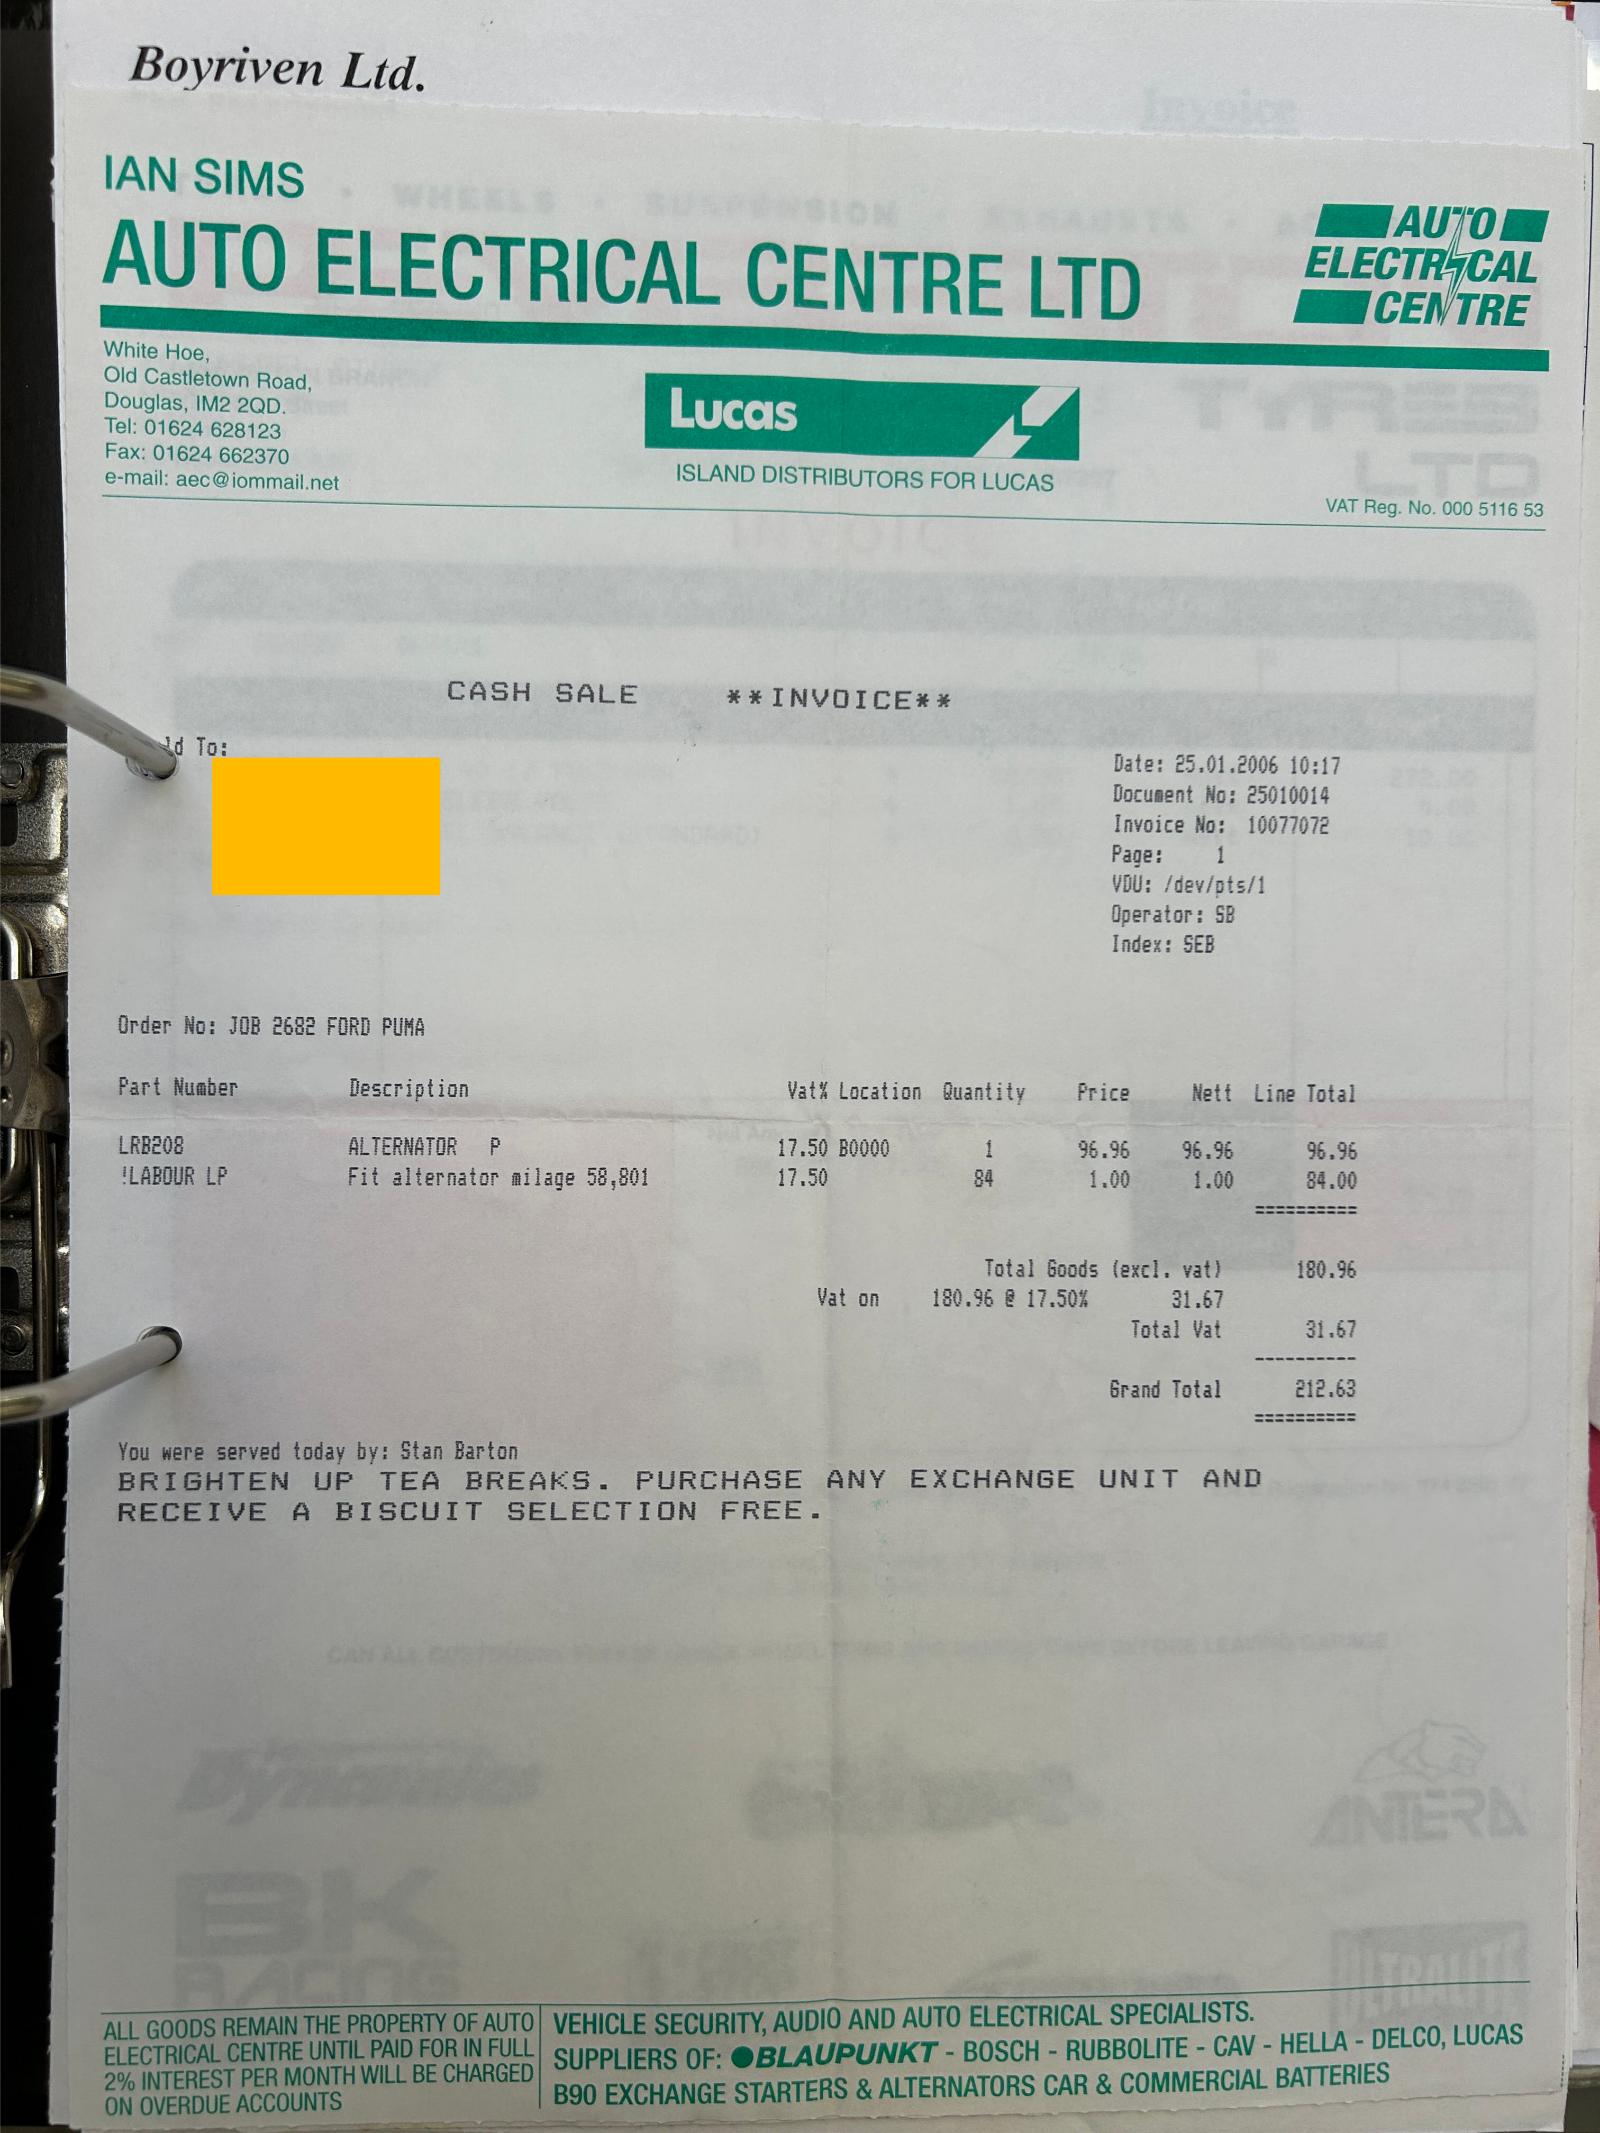 Boyriven Ltd.
Invoice
IAN SIMS
AUTO ELECTRICAL CENTRE LTD
AUTO
ELECTRICAL
CENTRE
White Hoe,
Old Castletown Road,
Douglas, IM2 2QD.
Tel: 01624 628123
Fax: 01624 662370
e-mail: aec@iommail.net
Lucas
ISLAND DISTRIBUTORS FOR LUCAS
VAT Reg. No. 000 5116 53
CASH SALE **INVOICE**
ld To:
Date: 25.01.2006 10:17
Document No: 25010014
Invoice No: 10077072
Page: 1
VDU: /dev/pts/1
Operator: SB
Index: SEB
Order No: JOB 2682 FORD PUMA
Part Number Description Vat% Location Quantity Price Nett Line Total
LRB208 ALTERNATOR P 17.50 B0000 1 96.96 96.96 96.96
!LABOUR LP Fit alternator milage 58,801 17.50 84 1.00 1.00 84.00
==========
Total Goods (excl. vat) 180.96
Vat on 180.96 @ 17.50% 31.67
Total Vat 31.67
----------
Grand Total 212.63
==========
You were served today by: Stan Barton
BRIGHTEN UP TEA BREAKS. PURCHASE ANY EXCHANGE UNIT AND
RECEIVE A BISCUIT SELECTION FREE.
ALL GOODS REMAIN THE PROPERTY OF AUTO
ELECTRICAL CENTRE UNTIL PAID FOR IN FULL
2% INTEREST PER MONTH WILL BE CHARGED
ON OVERDUE ACCOUNTS
VEHICLE SECURITY, AUDIO AND AUTO ELECTRICAL SPECIALISTS.
SUPPLIERS OF: BLAUPUNKT - BOSCH - RUBBOLITE - CAV - HELLA - DELCO, LUCAS
B90 EXCHANGE STARTERS & ALTERNATORS CAR & COMMERCIAL BATTERIES